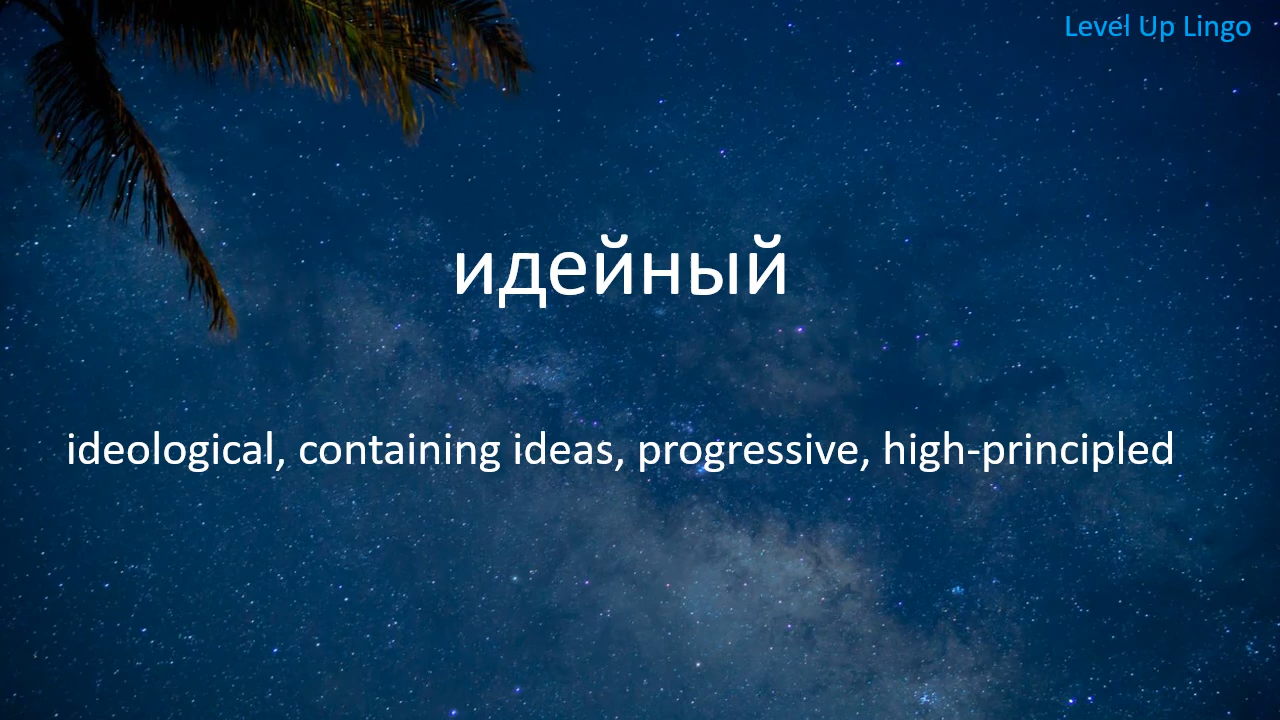 Level Up Lingo
идейный
ideological, containing ideas, progressive, high-principled